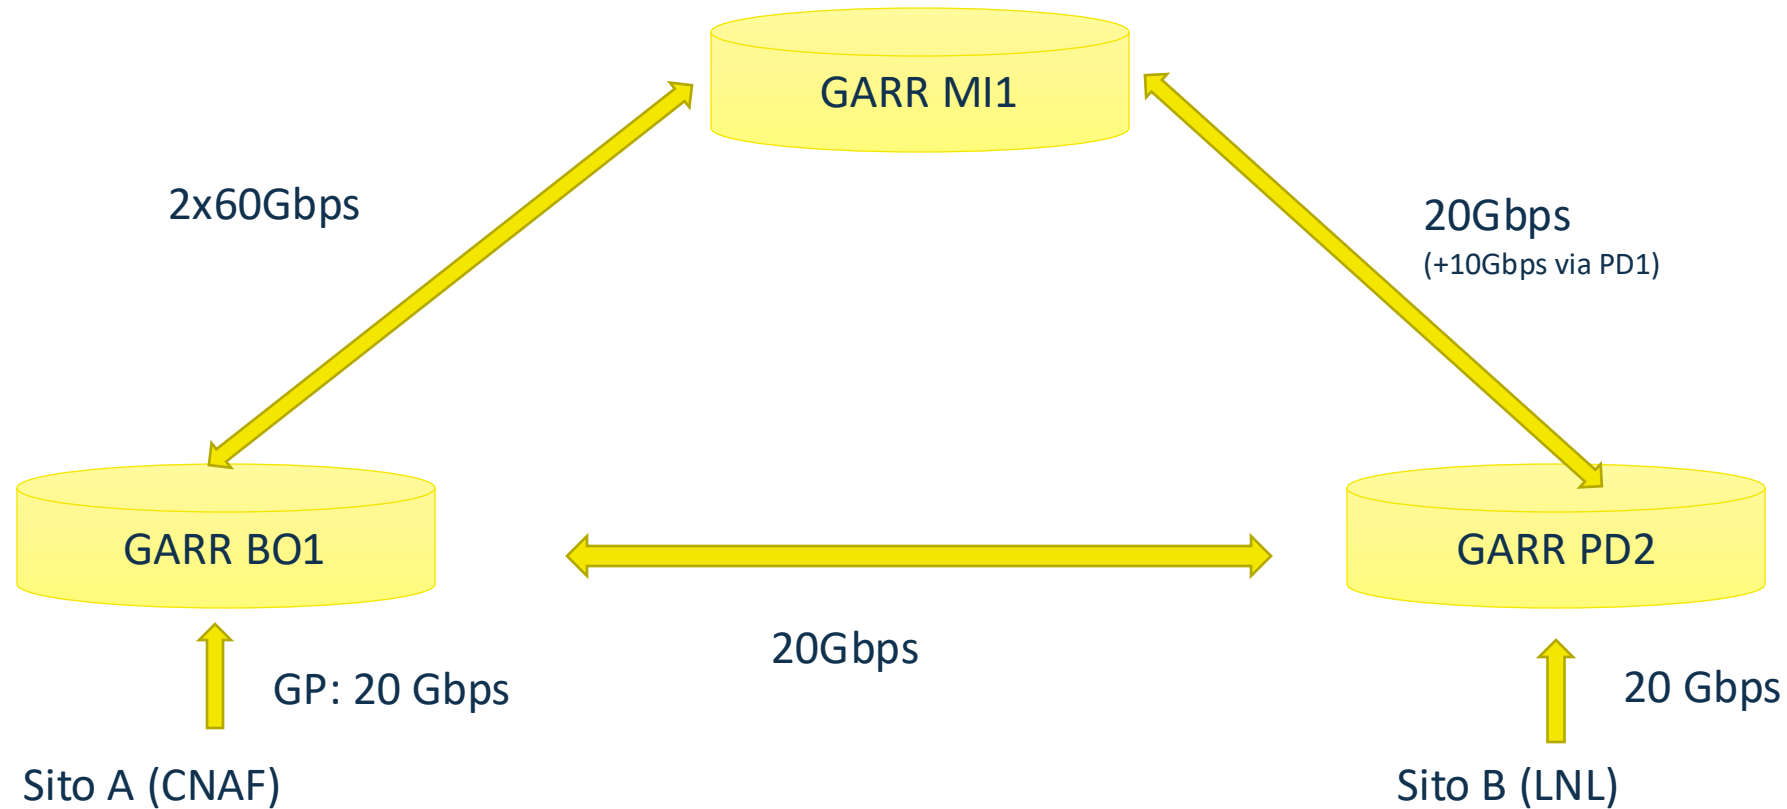 GARR MI1
2x60Gbps
20Gbps
(+10Gbps via PD1)
GARR BO1
GARR PD2
20Gbps
GP: 20 Gbps
20 Gbps
Sito A (CNAF)
Sito B (LNL)